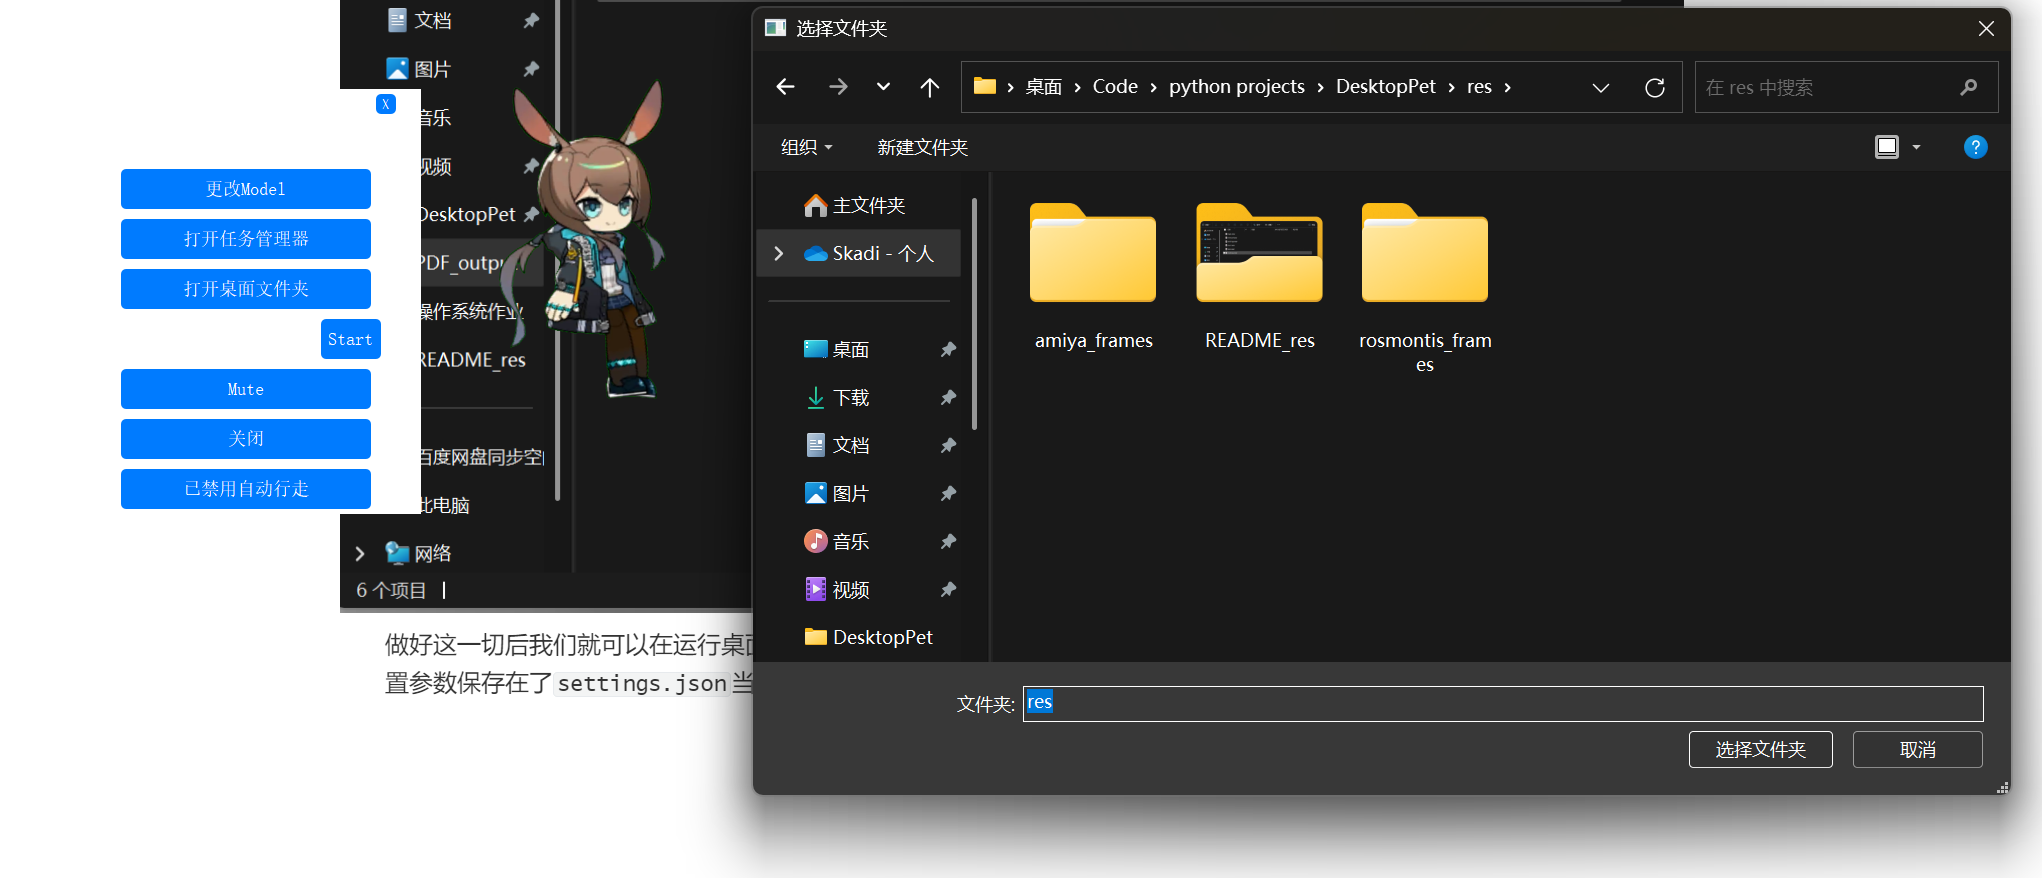 文档
图片
音乐
视频
DesktopPet
PDF_outpu
操作系统作业
README_res
百度网盘同步空
此电脑
网络
6 个项目
X
更改Model
打开任务管理器
打开桌面文件夹
Start
Mute
关闭
已禁用自动行走
做好这一切后我们就可以在运行桌面
置参数保存在了settings.json当
选择文件夹
桌面 › Code › python projects › DesktopPet › res ›
在 res 中搜索
组织
新建文件夹
?
主文件夹
Skadi - 个人
桌面
下载
文档
图片
音乐
视频
DesktopPet
amiya_frames
README_res
rosmontis_fram
es
文件夹: res
选择文件夹
取消